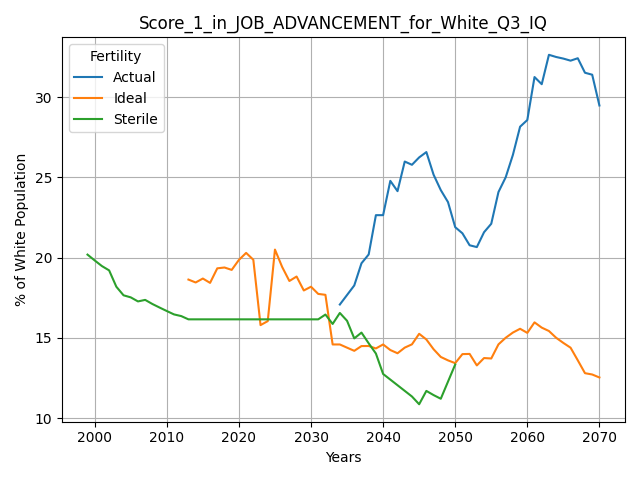 Score_1_in_JOB_ADVANCEMENT_for_White_Q3_IQ
Fertility
Actual
Ideal
Sterile
% of White Population
30
25
20
15
10
2000 2010 2020 2030 2040 2050 2060 2070
Years